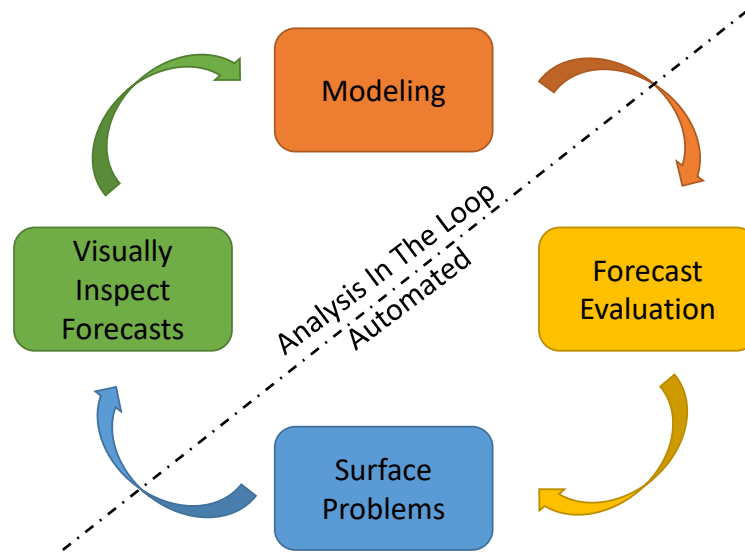 Modeling
Visually
Inspect
Forecasts
Analysis In The Loop
Automated
Forecast
Evaluation
Surface
Problems